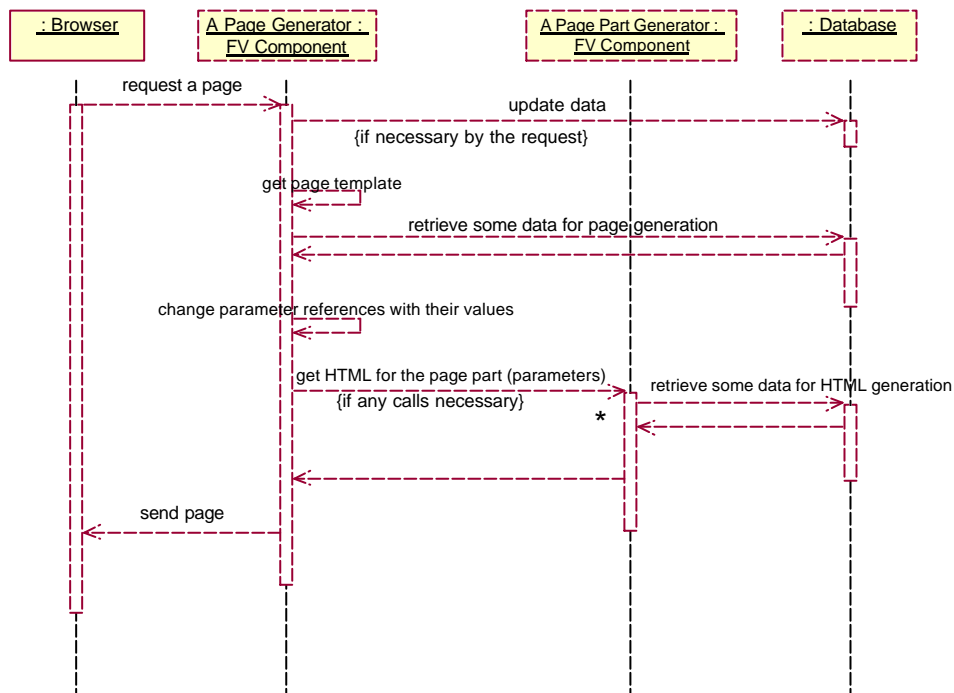 : Browser
A Page Generator :
FV Component
A Page Part Generator :
FV Component
: Database
request a page
update data
{if necessary by the request}
get page template
retrieve some data for page generation
change parameter references with their values
get HTML for the page part (parameters)
{if any calls necessary}
retrieve some data for HTML generation
*
send page